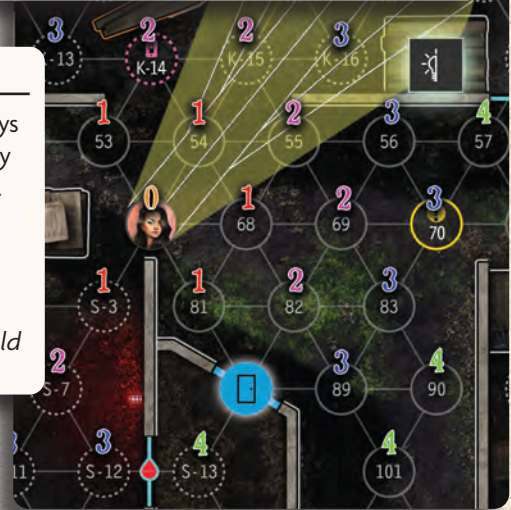 3 2 2 3
-13 K-14 K-15 K-16
1 1 2 3 4
ys
53 54 55 56 57
y
0 1 2 3
68 69 70
1 1 2 3
S-3 81 82 83
ld
2 3 4
S-7 89 90
3 3 4 4
11 S-12 S-13 101